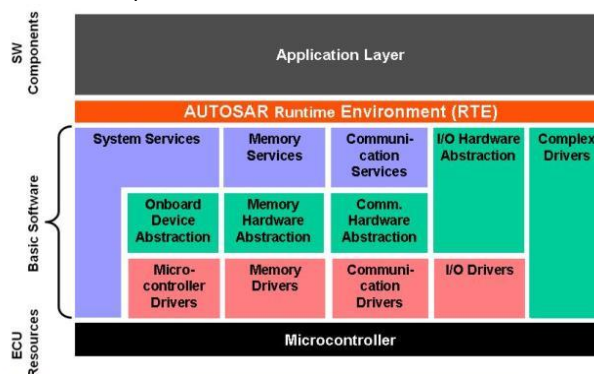 SW
Components
Application Layer
AUTOSAR Runtime Environment (RTE)
Basic Software
System Services
Memory
Services
Communi-
cation
Services
I/O Hardware
Abstraction
Complex
Drivers
Onboard
Device
Abstraction
Memory
Hardware
Abstraction
Comm.
Hardware
Abstraction
Micro-
controller
Drivers
Memory
Drivers
Communi-
cation
Drivers
I/O Drivers
ECU
Resources
Microcontroller